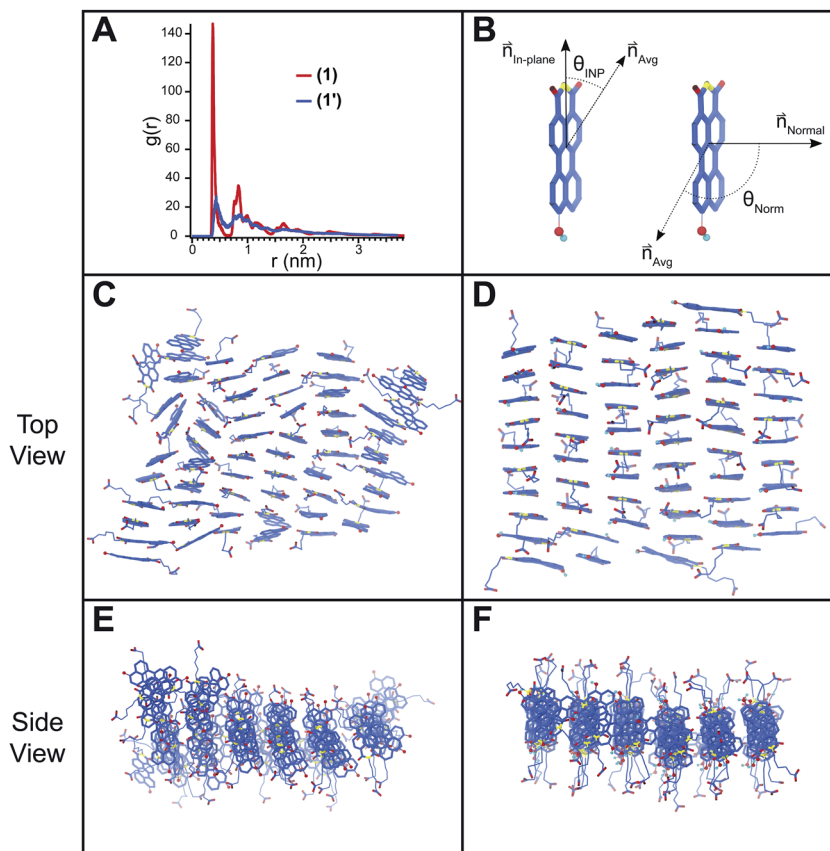 A
(1)
(1')
g(r)
140
120
100
80
60
40
20
0
0 1 2 3
r (nm)
B
n⃗In-plane
θINP
n⃗Avg
n⃗Normal
θNorm
n⃗Avg
Top
View
C
D
Side
View
E
F